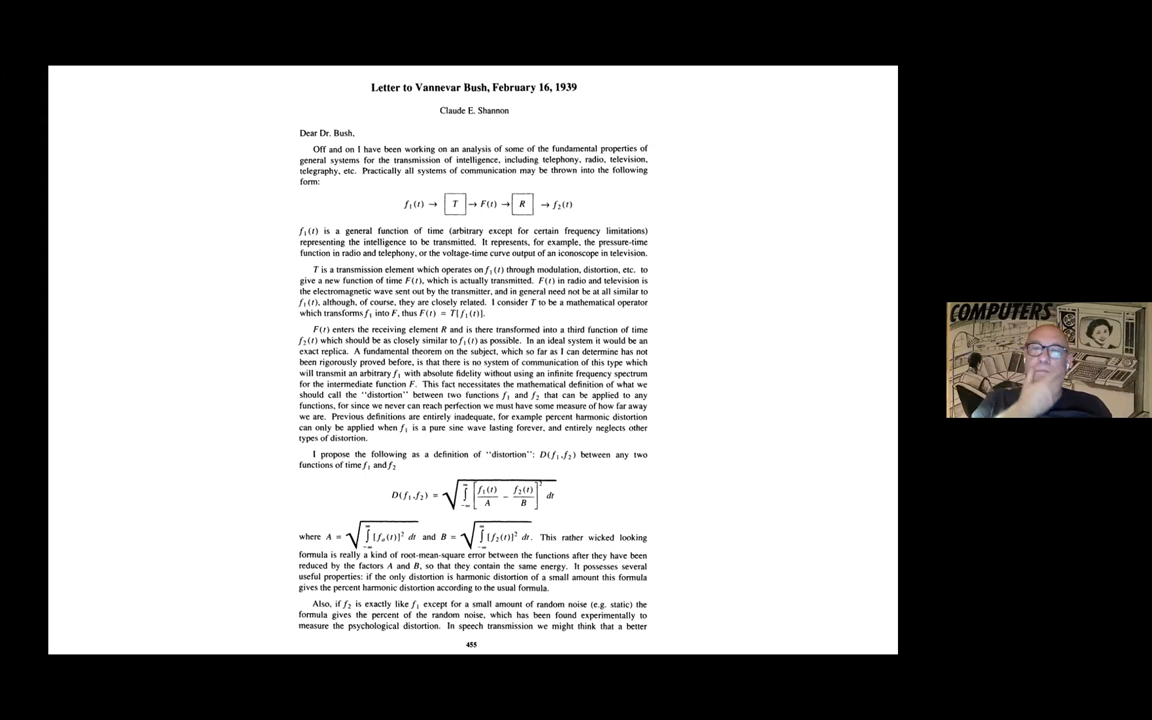 Letter to Vannevar Bush, February 16, 1939
Claude E. Shannon
Dear Dr. Bush,
Off and on I have been working on an analysis of some of the fundamental properties of
general systems for the transmission of intelligence, including telephony, radio, television,
telegraphy, etc. Practically all systems of communication may be thrown into the following
form:
f₁(t) → T → F(t) → R → f₂(t)
f₁(t) is a general function of time (arbitrary except for certain frequency limitations)
representing the intelligence to be transmitted. It represents, for example, the pressure-time
function in radio and telephony, or the voltage-time curve output of an iconoscope in television.
T is a transmission element which operates on f₁(t) through modulation, distortion, etc. to
give a new function of time F(t), which is actually transmitted. F(t) in radio and television is
the electromagnetic wave sent out by the transmitter, and in general need not be at all similar to
f₁(t), although, of course, they are closely related. I consider T to be a mathematical operator
which transforms f₁ into F, thus F(t) = T[f₁(t)].
F(t) enters the receiving element R and is there transformed into a third function of time
f₂(t) which should be as closely similar to f₁(t) as possible. In an ideal system it would be an
exact replica. A fundamental theorem on the subject, which so far as I can determine has not
been rigorously proved before, is that there is no system of communication of this type which
will transmit an arbitrary f₁ with absolute fidelity without using an infinite frequency spectrum
for the intermediate function F. This fact necessitates the mathematical definition of what we
should call the "distortion" between two functions f₁ and f₂ that can be applied to any
functions, for since we never can reach perfection we must have some measure of how far away
we are. Previous definitions are entirely inadequate, for example percent harmonic distortion
can only be applied when f₁ is a pure sine wave lasting forever, and entirely neglects other
types of distortion.
I propose the following as a definition of "distortion": D(f₁,f₂) between any two
functions of time f₁ and f₂
D(f₁,f₂) = √∫_{-∞}^{∞} [f₁(t)/A − f₂(t)/B]² dt
where A = √∫_{-∞}^{∞} [fₒ(t)]² dt and B = √∫_{-∞}^{∞} [f₂(t)]² dt. This rather wicked looking
formula is really a kind of root-mean-square error between the functions after they have been
reduced by the factors A and B, so that they contain the same energy. It possesses several
useful properties: if the only distortion is harmonic distortion of a small amount this formula
gives the percent harmonic distortion according to the usual formula.
Also, if f₂ is exactly like f₁ except for a small amount of random noise (e.g. static) the
formula gives the percent of the random noise, which has been found experimentally to
measure the psychological distortion. In speech transmission we might think that a better
455
COMPUTERS